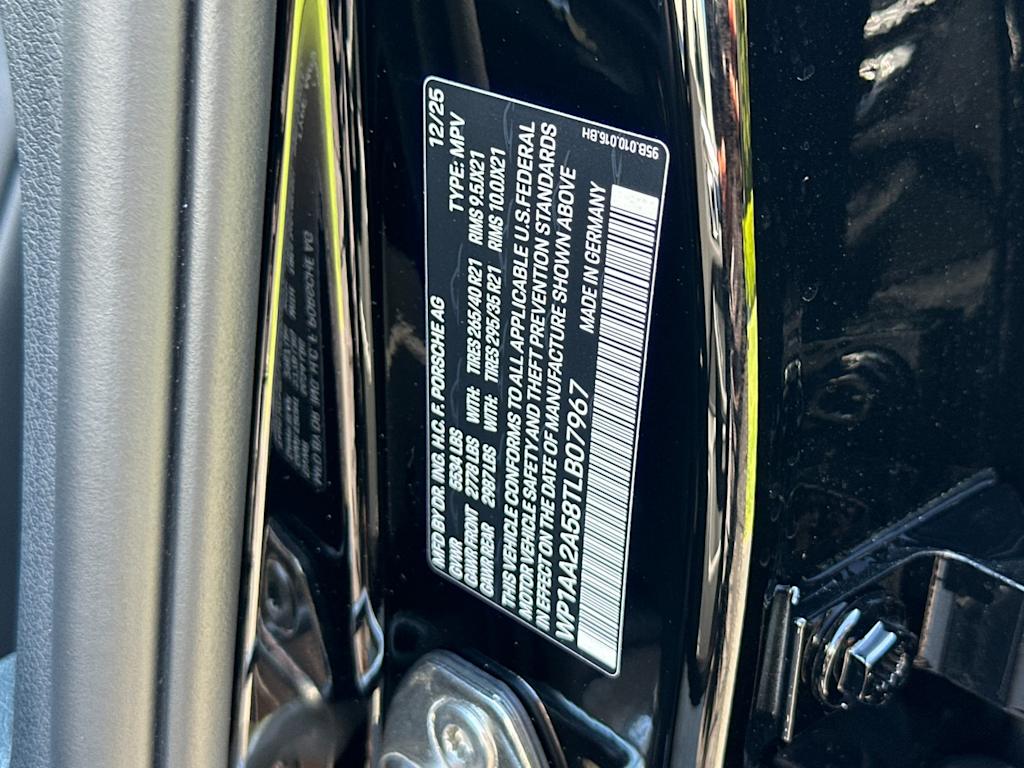 MFD BY DR. ING. H.C. F. PORSCHE AG 12/25
GVWR 5534 LBS TYPE: MPV
GAWR FRONT 2778 LBS WITH: TIRES 265/40 R21 RIMS 9.5JX21
GAWR REAR 2987 LBS WITH: TIRES 295/35 R21 RIMS 10.0JX21
THIS VEHICLE CONFORMS TO ALL APPLICABLE U.S. FEDERAL
MOTOR VEHICLE SAFETY AND THEFT PREVENTION STANDARDS
IN EFFECT ON THE DATE OF MANUFACTURE SHOWN ABOVE
WP1AA2A58TLB07967 MADE IN GERMANY
95B.010.016.BH